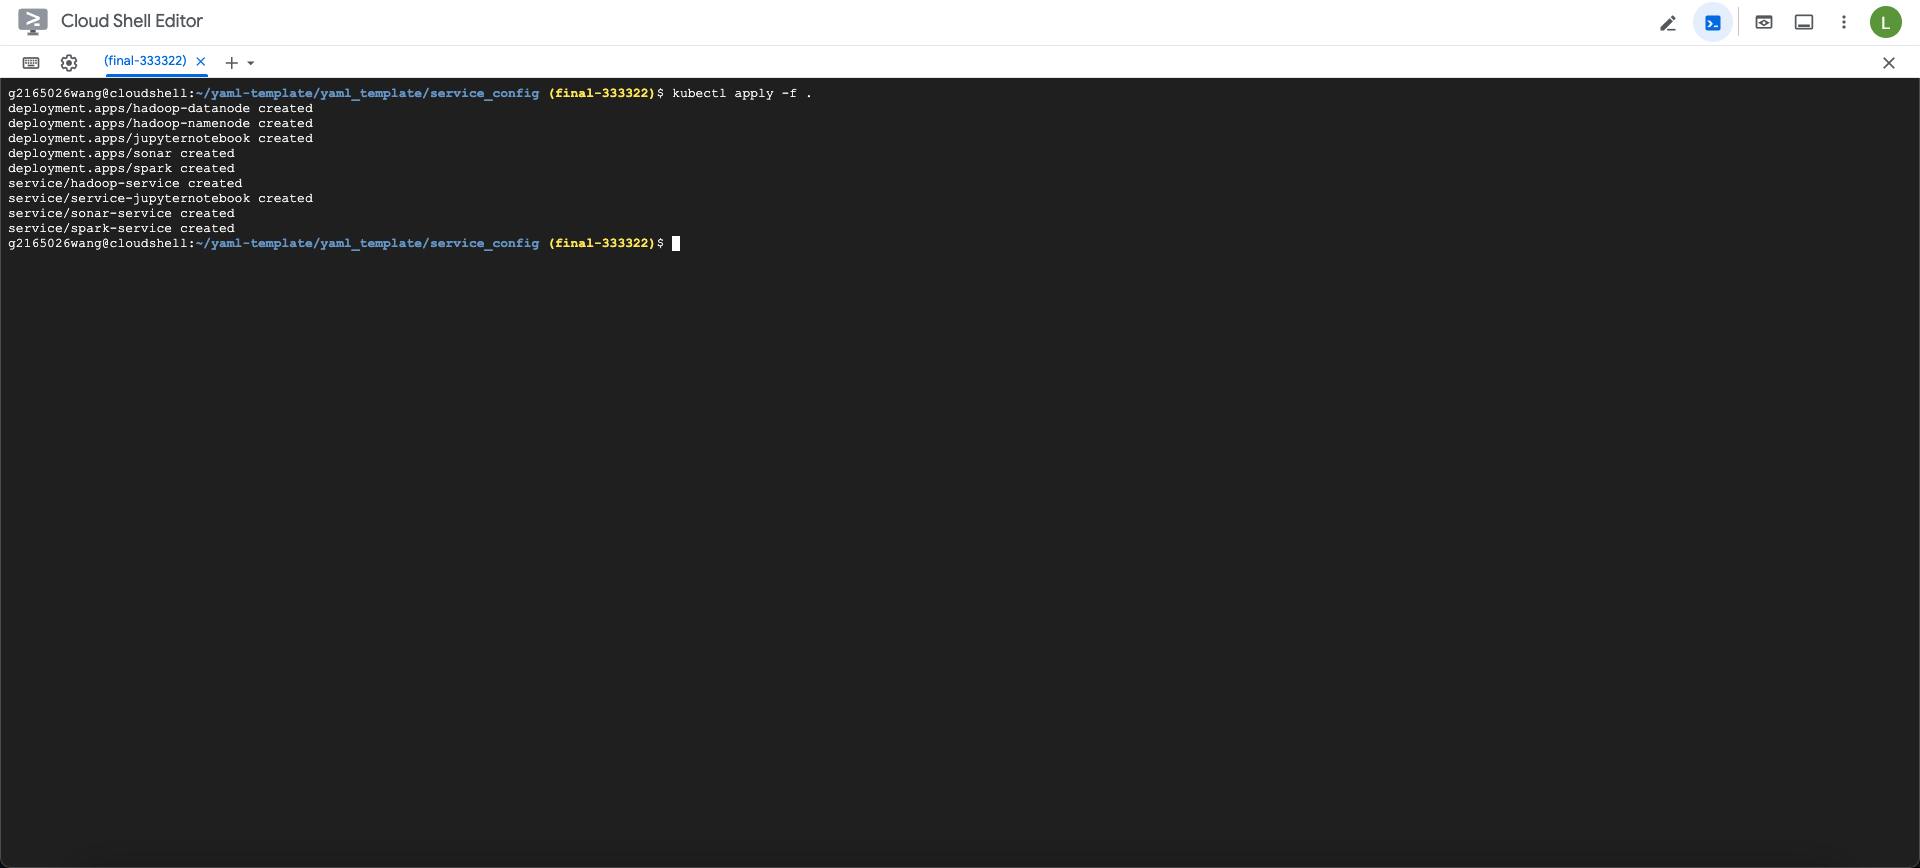 Cloud Shell Editor
L
(final-333322)
g2165026wang@cloudshell:~/yaml-template/yaml_template/service_config (final-333322)$ kubectl apply -f .
deployment.apps/hadoop-datanode created
deployment.apps/hadoop-namenode created
deployment.apps/jupyternotebook created
deployment.apps/sonar created
deployment.apps/spark created
service/hadoop-service created
service/service-jupyternotebook created
service/sonar-service created
service/spark-service created
g2165026wang@cloudshell:~/yaml-template/yaml_template/service_config (final-333322)$